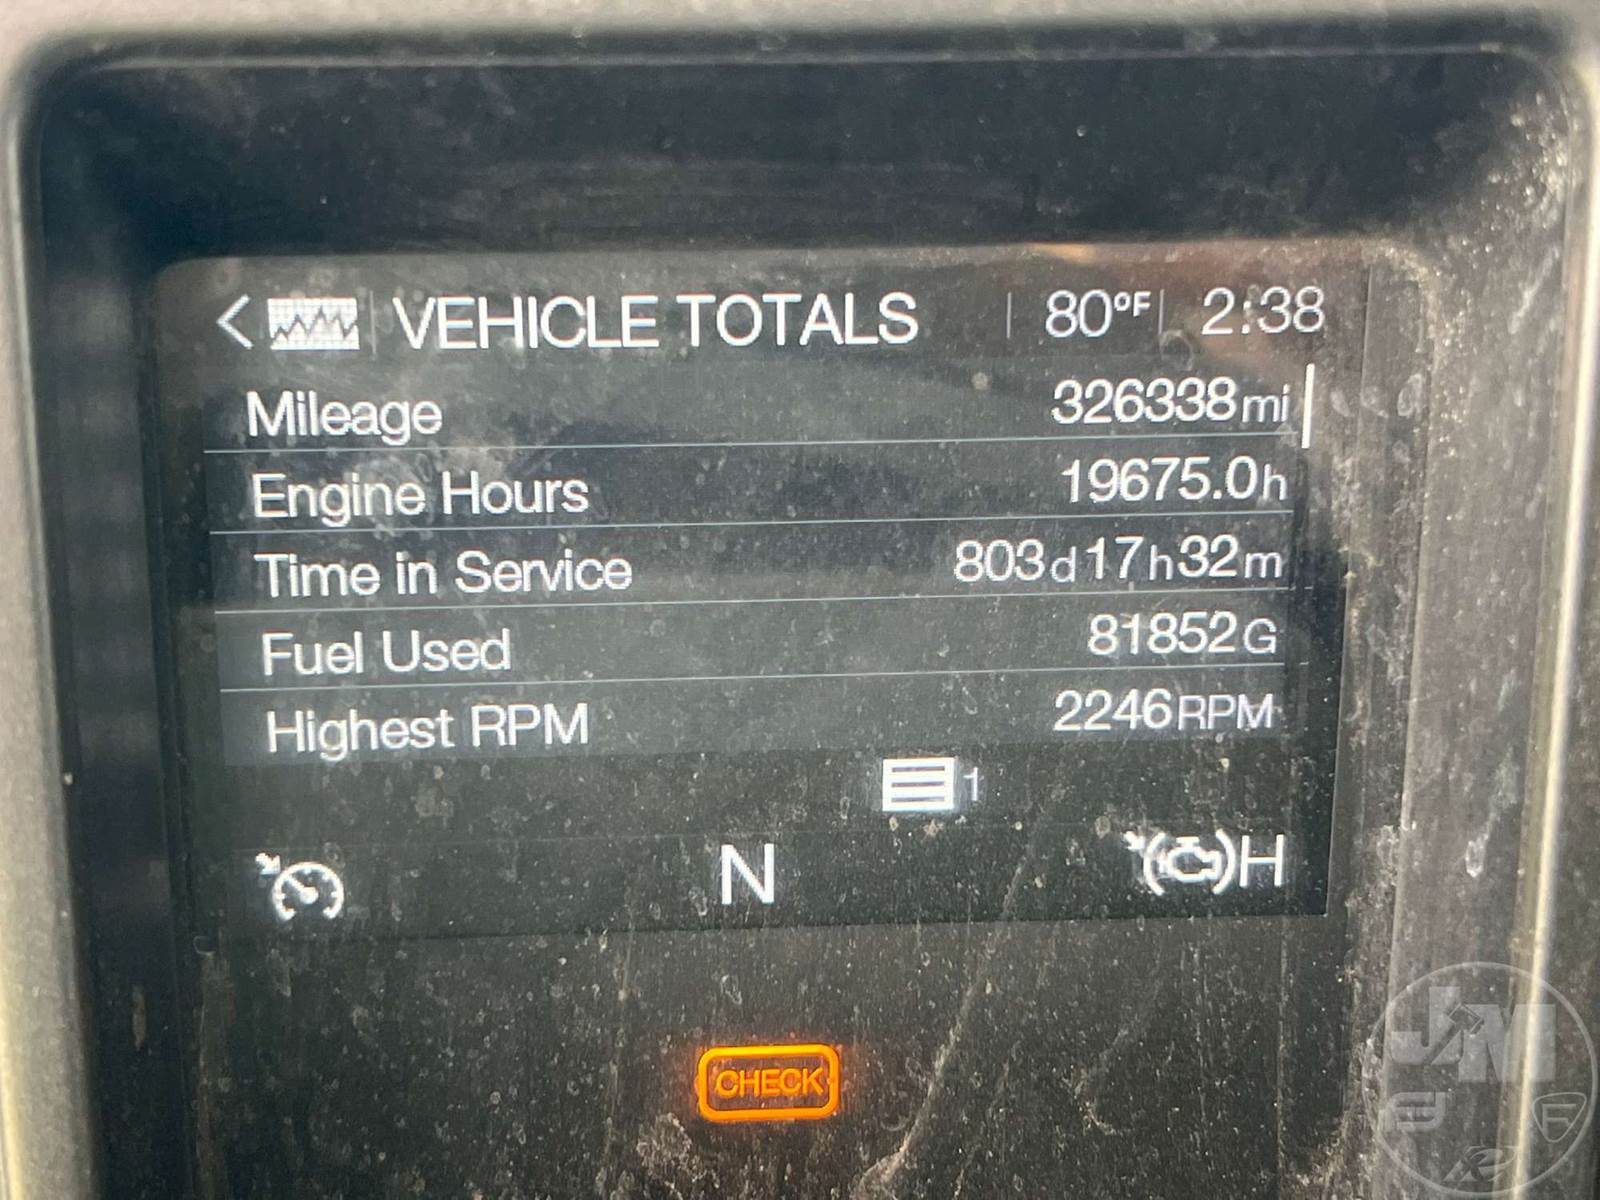 VEHICLE TOTALS 80°F 2:38
Mileage 326338mi
Engine Hours 19675.0h
Time in Service 803d17h32m
Fuel Used 81852G
Highest RPM 2246RPM
1
N H
CHECK
JM